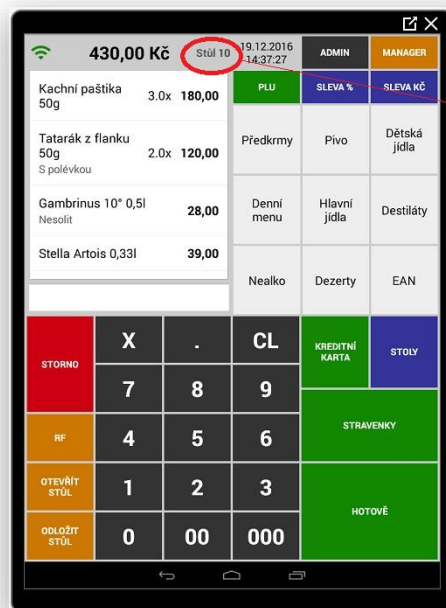 430,00 Kč Stůl 10
19.12.2016
14:37:27
ADMIN
MANAGER
Kachní paštika
50g
3.0x 180,00
Tatarák z flanku
50g
2.0x 120,00
S polévkou
Gambrinus 10° 0,5l
28,00
Nesolit
Stella Artois 0,33l
39,00
PLU
SLEVA %
SLEVA KČ
Předkrmy
Pivo
Dětská
jídla
Denní
menu
Hlavní
jídla
Destiláty
Nealko
Dezerty
EAN
STORNO
X
.
CL
KREDITNÍ
KARTA
STOLY
7
8
9
STRAVENKY
RF
4
5
6
OTEVŘÍT
STŮL
1
2
3
HOTOVĚ
ODLOŽIT
STŮL
0
00
000